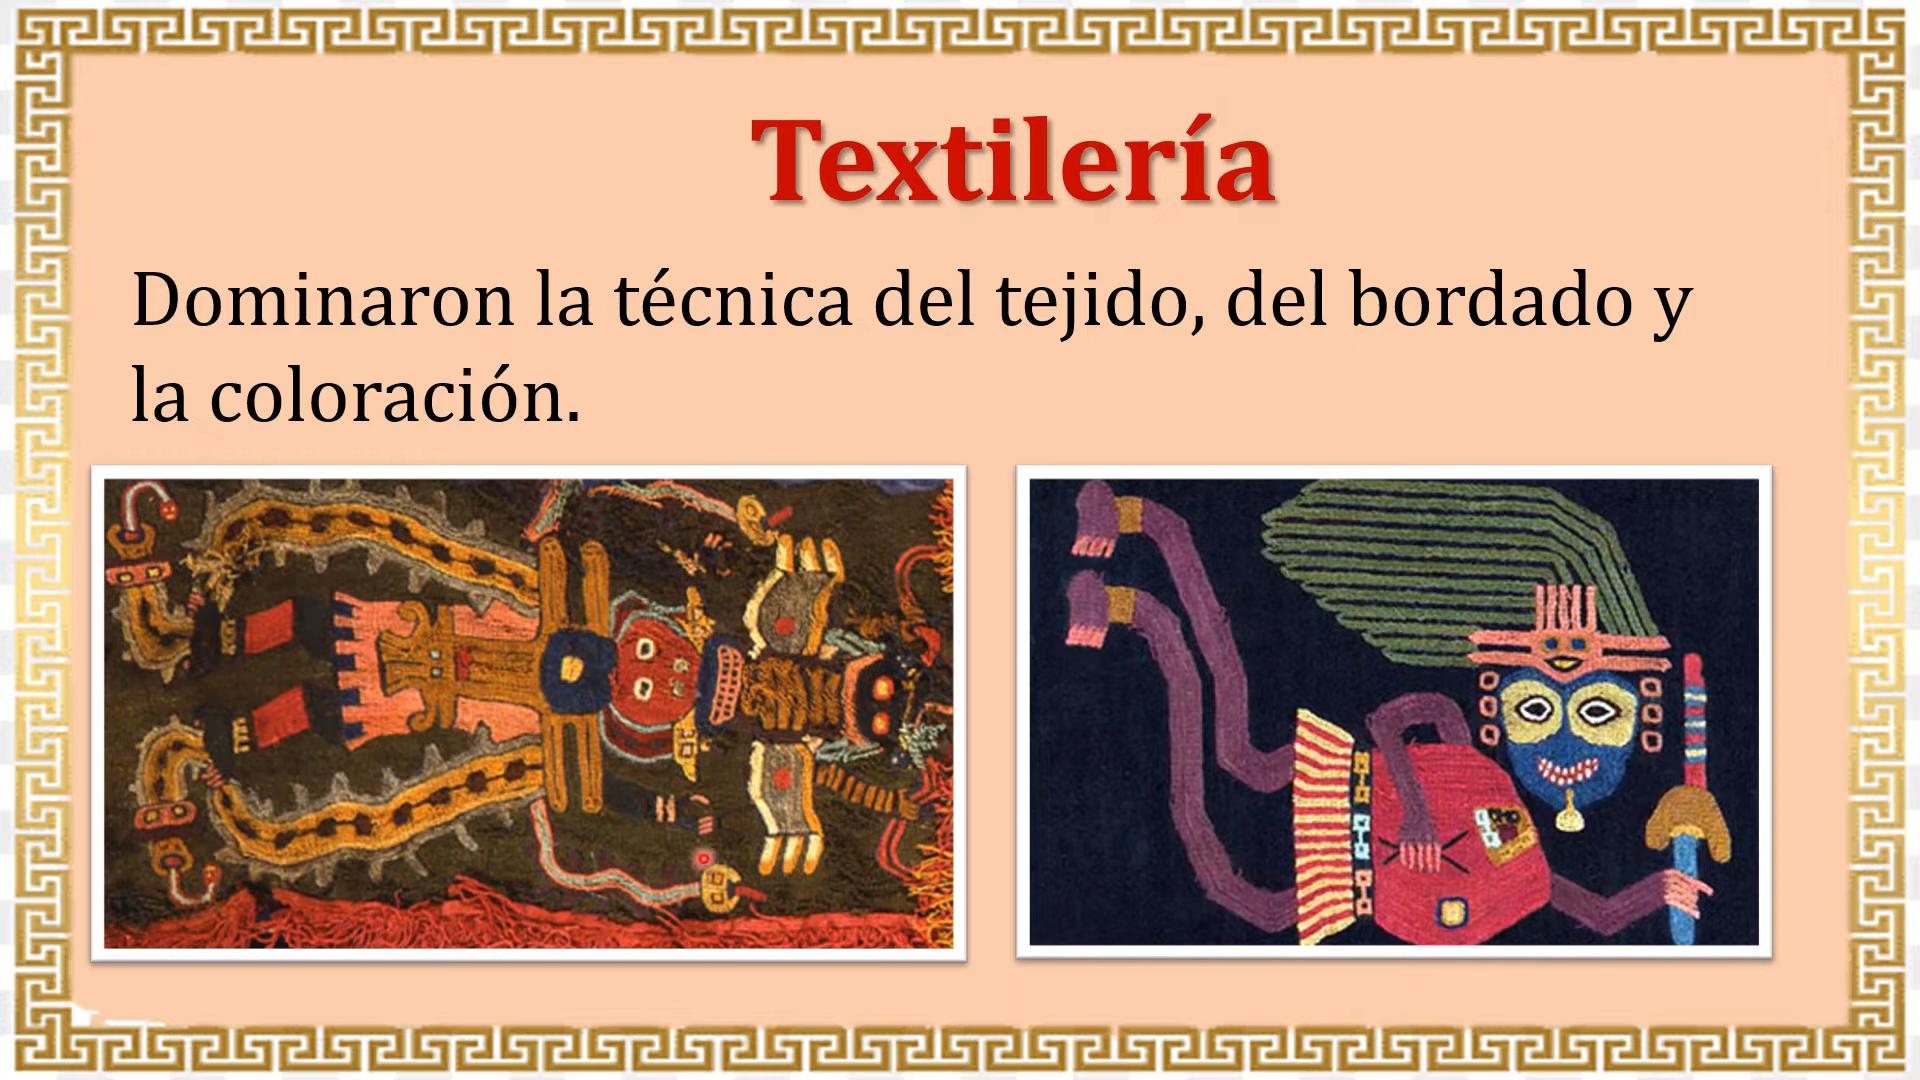 Textilería
Dominaron la técnica del tejido, del bordado y
la coloración.